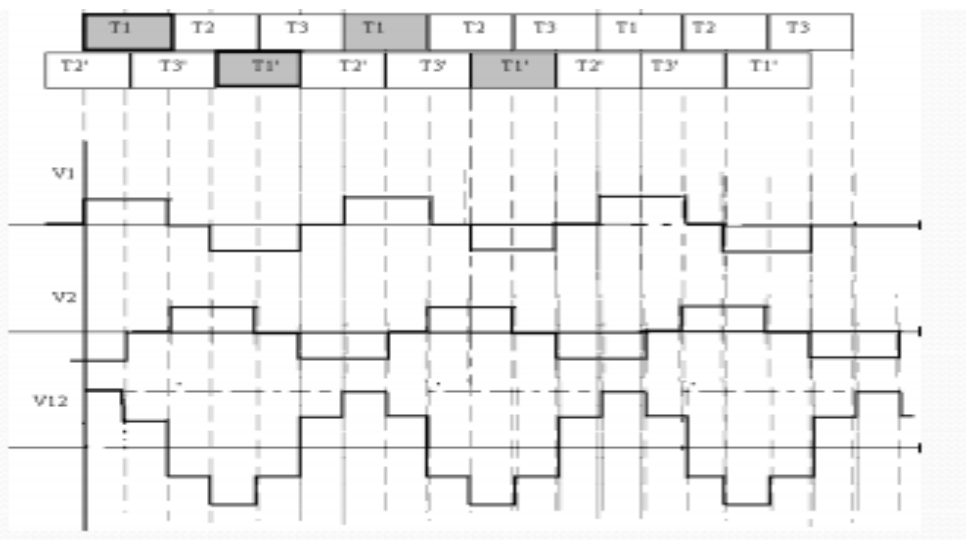 T1 T2 T3 T1 T2 T3 T1 T2 T3
T2' T3' T1' T2' T3' T1' T2' T3' T1'
V1
V2
V12